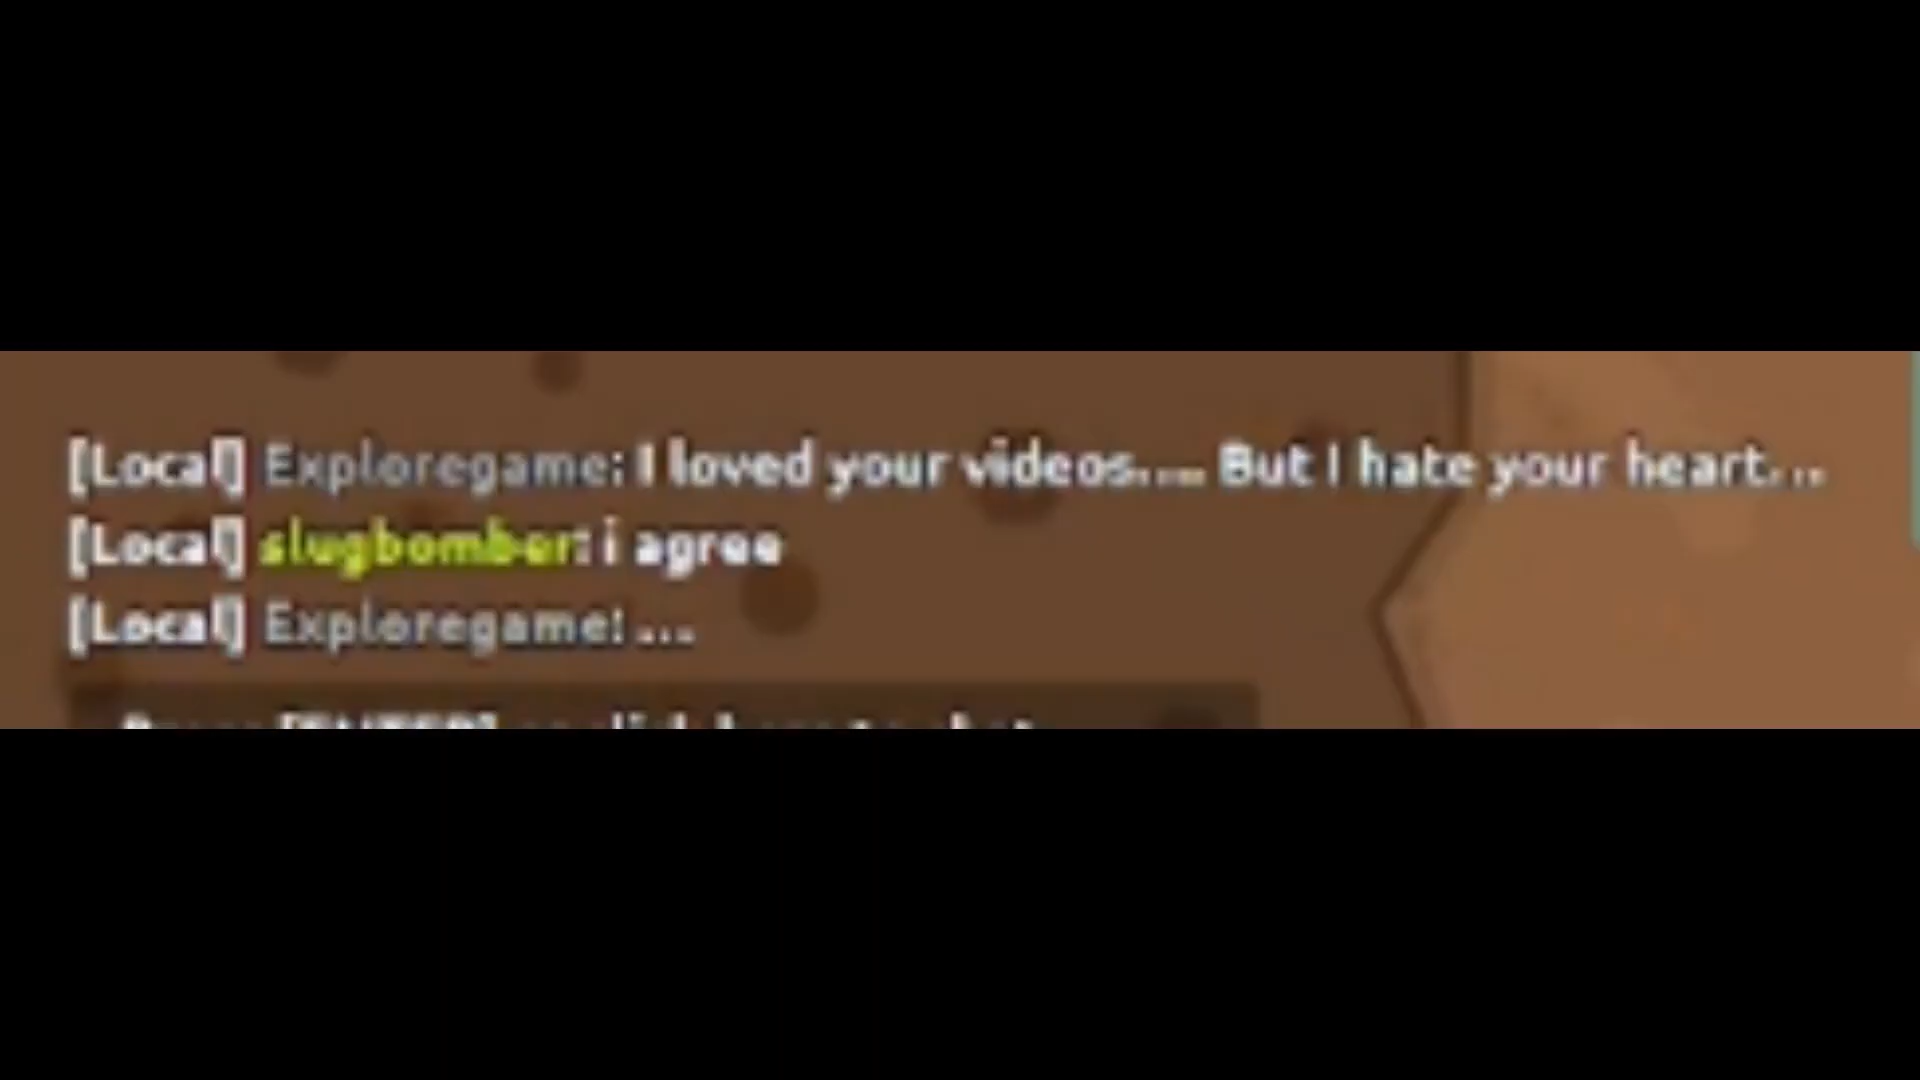 [Local] Exploregame: I loved your videos.... But I hate your heart...
[Local] slugbomber: i agree
[Local] Exploregame: ...